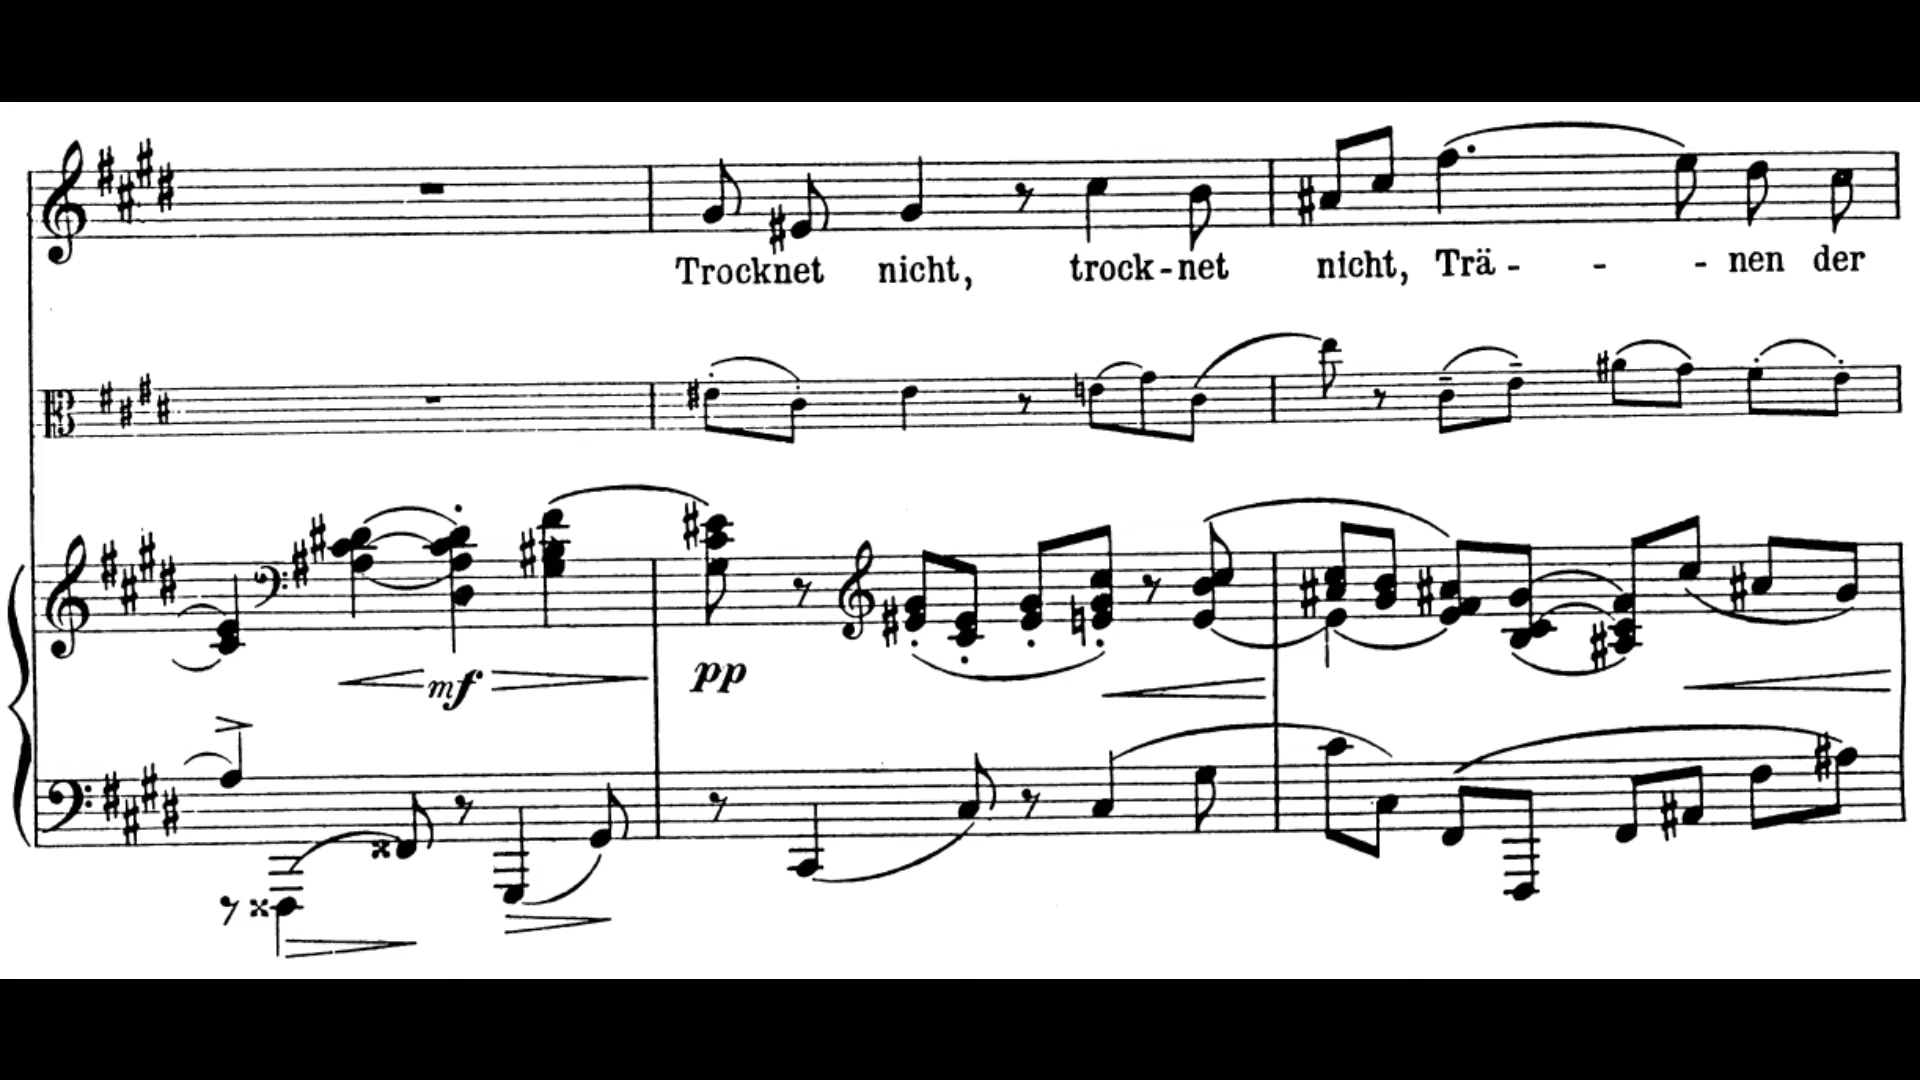 Trocknet nicht, trock-net nicht, Trä - - - nen der
mf
pp